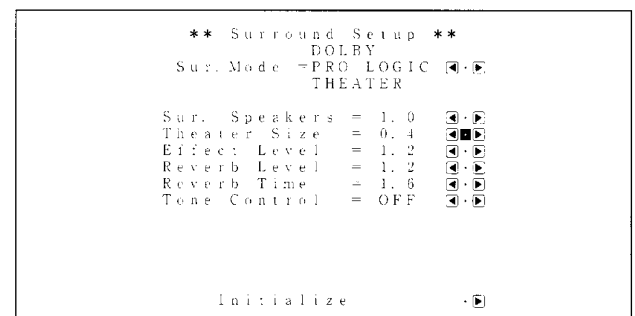 ** Surround Setup **
DOLBY
Sur. Mode =PRO LOGIC ◀·▶
THEATER
Sur. Speakers = 1. 0 ◀·▶
Theater Size = 0. 4 ◀■▶
Effect Level = 1. 2 ◀·▶
Reverb Level = 1. 2 ◀·▶
Reverb Time = 1. 6 ◀·▶
Tone Control = OFF ◀·▶
Initialize ·▶